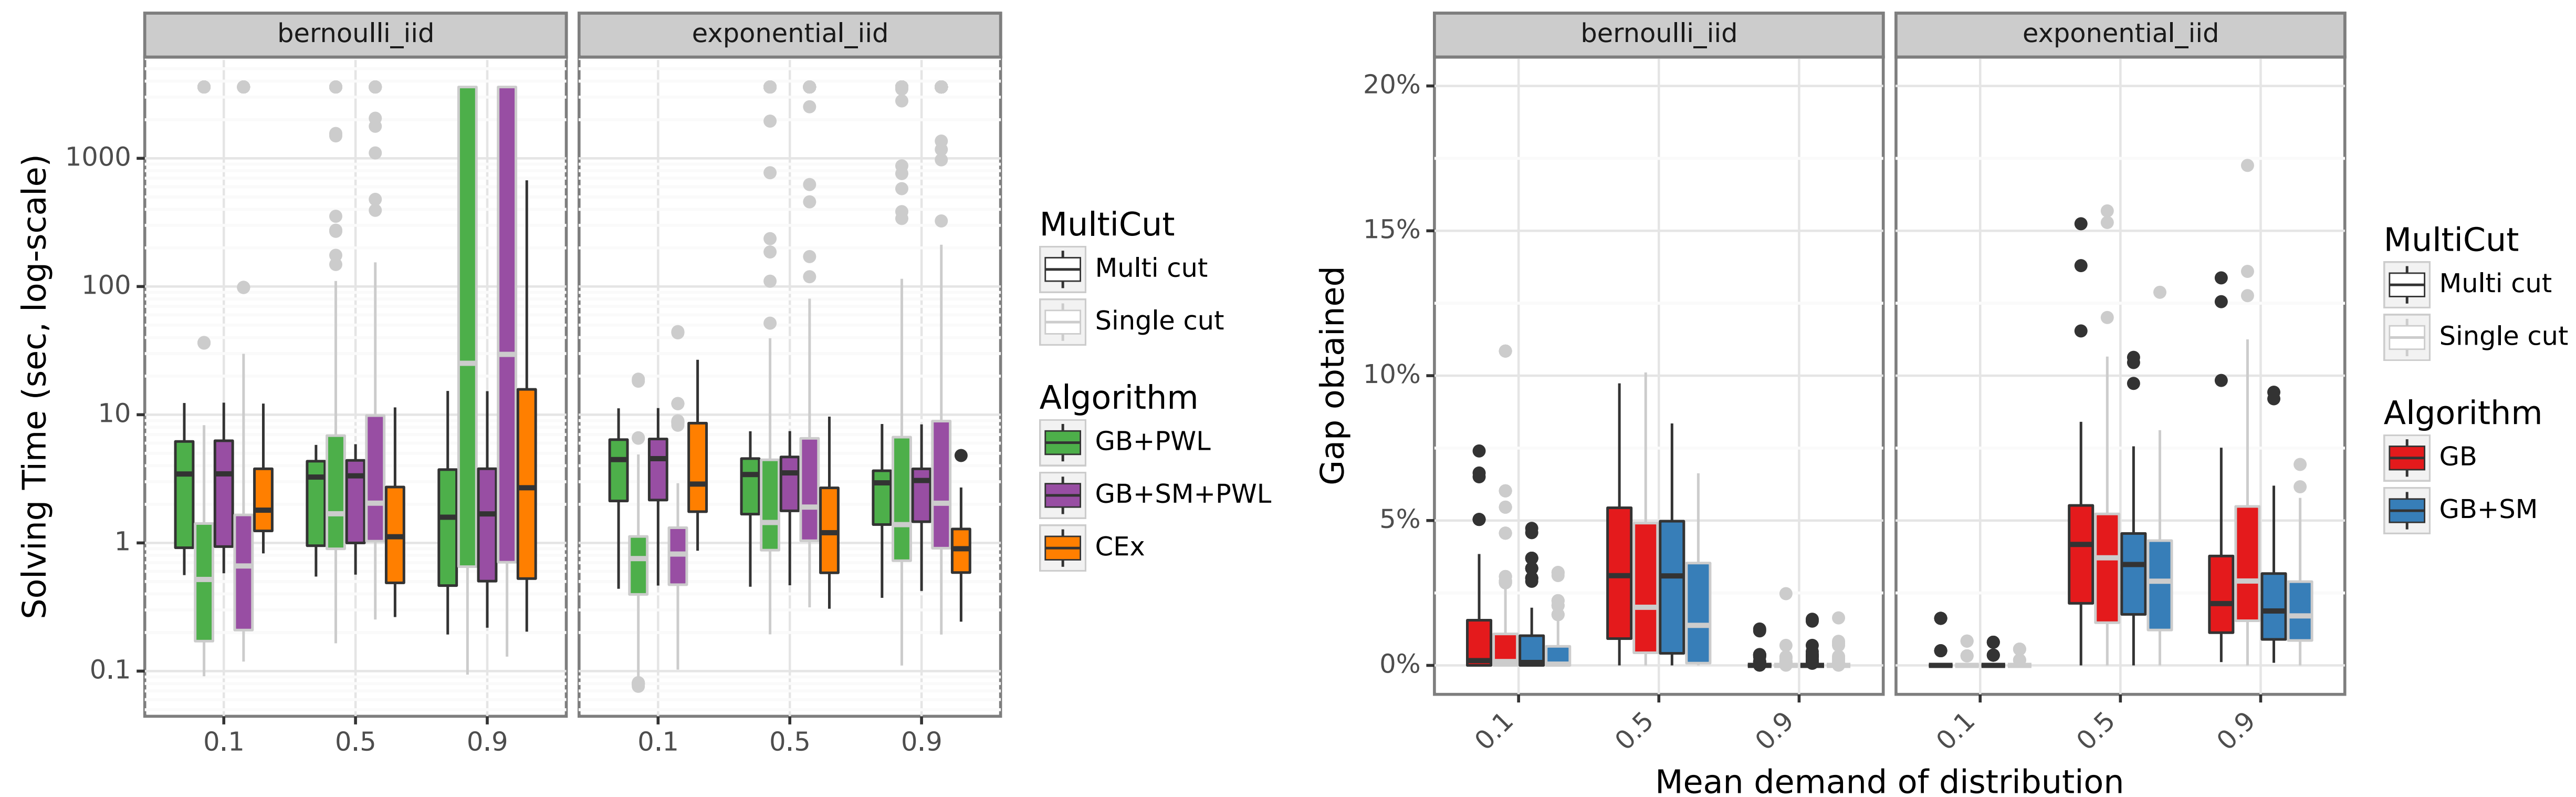 bernoulli_iid
exponential_iid
Solving Time (sec, log-scale)
1000
100
10
1
0.1
0.1
0.5
0.9
0.1
0.5
0.9
MultiCut
Multi cut
Single cut
Algorithm
GB+PWL
GB+SM+PWL
CEx
bernoulli_iid
exponential_iid
Gap obtained
20%
15%
10%
5%
0%
0.1
0.5
0.9
0.1
0.5
0.9
Mean demand of distribution
MultiCut
Multi cut
Single cut
Algorithm
GB
GB+SM